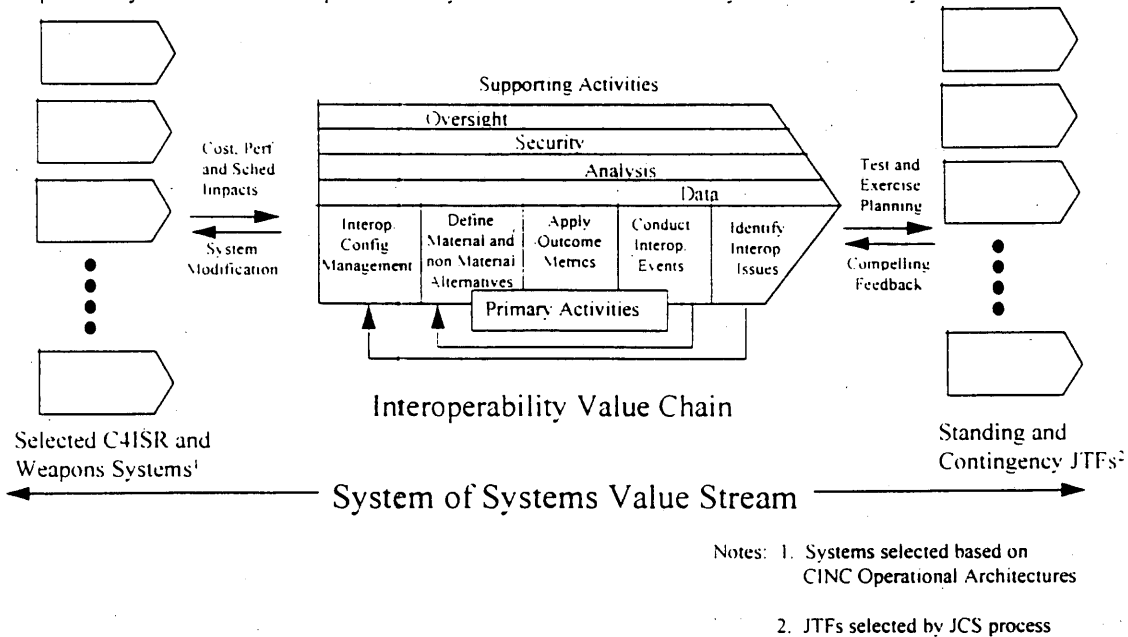 Supporting Activities
Oversight
Security
Analysis
Data
Cost, Perf
and Sched
Impacts
System
Modification
Interop.
Config
Management
Define
Material and
non Material
Alternatives
Apply
Outcome
Metrics
Conduct
Interop.
Events
Identify
Interop
Issues
Primary Activities
Test and
Exercise
Planning
Compelling
Feedback
Interoperability Value Chain
Selected C4ISR and
Weapons Systems1
Standing and
Contingency JTFs2
System of Systems Value Stream
Notes: 1. Systems selected based on
CINC Operational Architectures
2. JTFs selected by JCS process